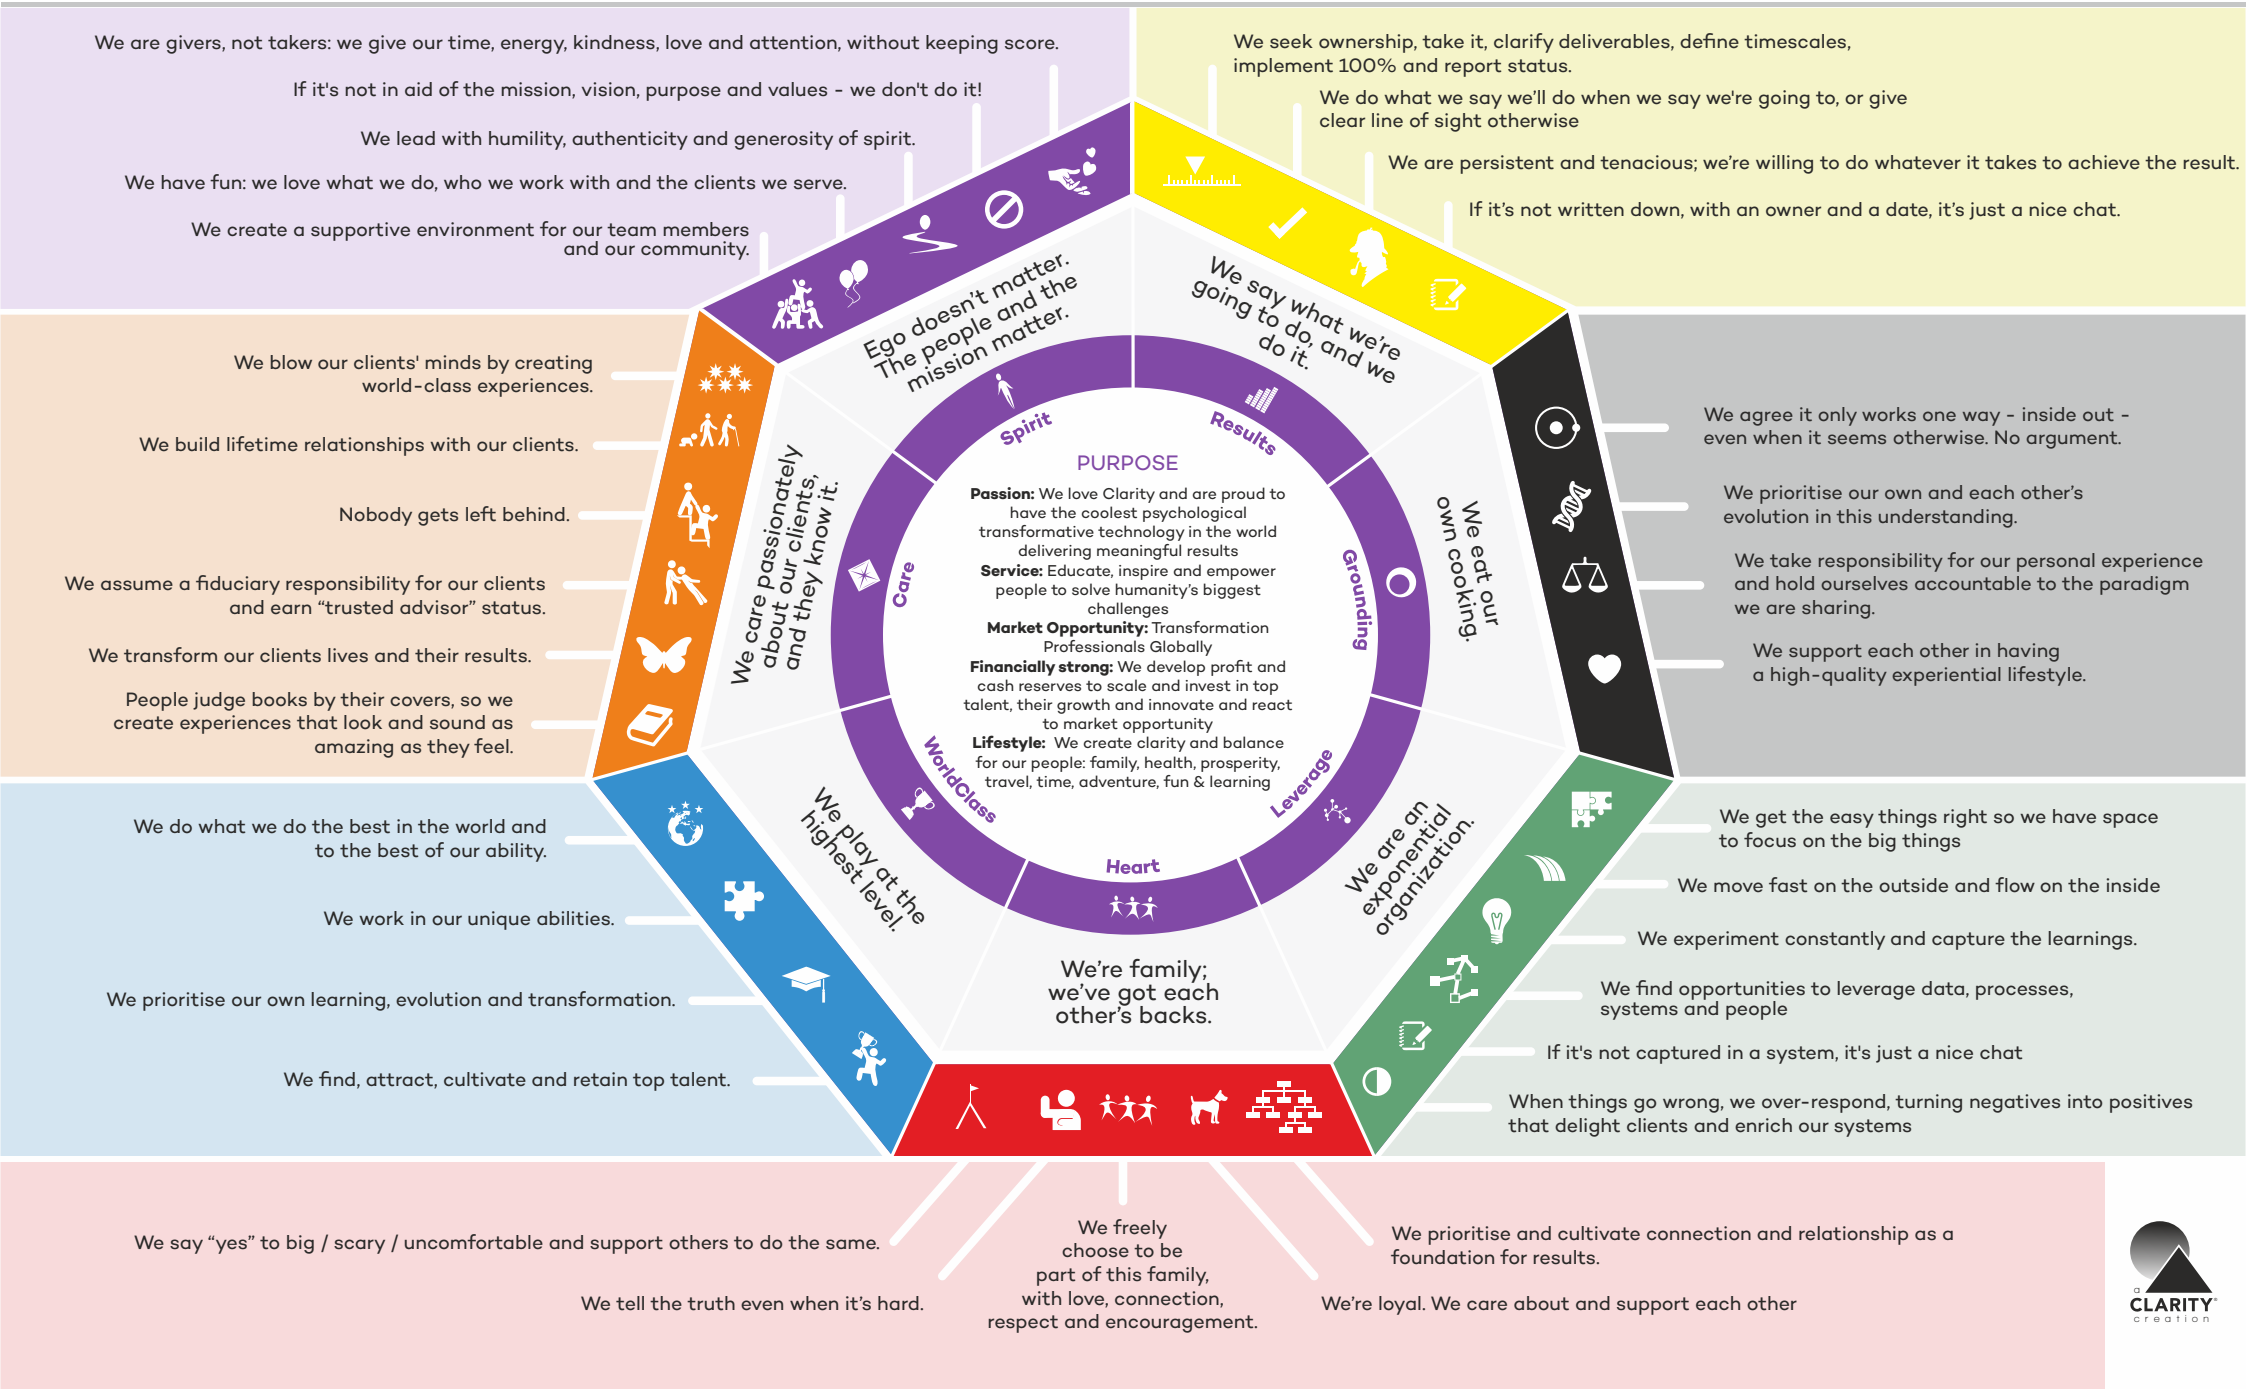 We are givers, not takers: we give our time, energy, kindness, love and attention, without keeping score.
If it's not in aid of the mission, vision, purpose and values - we don't do it!
We lead with humility, authenticity and generosity of spirit.
We have fun: we love what we do, who we work with and the clients we serve.
We create a supportive environment for our team members
and our community.
We seek ownership, take it, clarify deliverables, define timescales,
implement 100% and report status.
We do what we say we’ll do when we say we're going to, or give
clear line of sight otherwise
We are persistent and tenacious; we’re willing to do whatever it takes to achieve the result.
If it’s not written down, with an owner and a date, it’s just a nice chat.
We blow our clients' minds by creating
world-class experiences.
We build lifetime relationships with our clients.
Nobody gets left behind.
We assume a fiduciary responsibility for our clients
and earn “trusted advisor” status.
We transform our clients lives and their results.
People judge books by their covers, so we
create experiences that look and sound as
amazing as they feel.
We agree it only works one way - inside out -
even when it seems otherwise. No argument.
We prioritise our own and each other’s
evolution in this understanding.
We take responsibility for our personal experience
and hold ourselves accountable to the paradigm
we are sharing.
We support each other in having
a high-quality experiential lifestyle.
Ego doesn’t matter.
The people and the
mission matter.
We say what we’re
going to do, and we
do it.
We care passionately
about our clients,
and they know it.
We eat our
own cooking.
Spirit
Results
Care
Grounding
WorldClass
Leverage
Heart
PURPOSE
Passion: We love Clarity and are proud to
have the coolest psychological
transformative technology in the world
delivering meaningful results
Service: Educate, inspire and empower
people to solve humanity’s biggest
challenges
Market Opportunity: Transformation
Professionals Globally
Financially strong: We develop profit and
cash reserves to scale and invest in top
talent, their growth and innovate and react
to market opportunity
Lifestyle: We create clarity and balance
for our people: family, health, prosperity,
travel, time, adventure, fun & learning
We play at the
highest level.
We are an
exponential
organization.
We’re family;
we’ve got each
other’s backs.
We do what we do the best in the world and
to the best of our ability.
We work in our unique abilities.
We prioritise our own learning, evolution and transformation.
We find, attract, cultivate and retain top talent.
We get the easy things right so we have space
to focus on the big things
We move fast on the outside and flow on the inside
We experiment constantly and capture the learnings.
We find opportunities to leverage data, processes,
systems and people
If it's not captured in a system, it's just a nice chat
When things go wrong, we over-respond, turning negatives into positives
that delight clients and enrich our systems
We say “yes” to big / scary / uncomfortable and support others to do the same.
We tell the truth even when it’s hard.
We freely
choose to be
part of this family,
with love, connection,
respect and encouragement.
We prioritise and cultivate connection and relationship as a
foundation for results.
We’re loyal. We care about and support each other
a
CLARITY®
creation